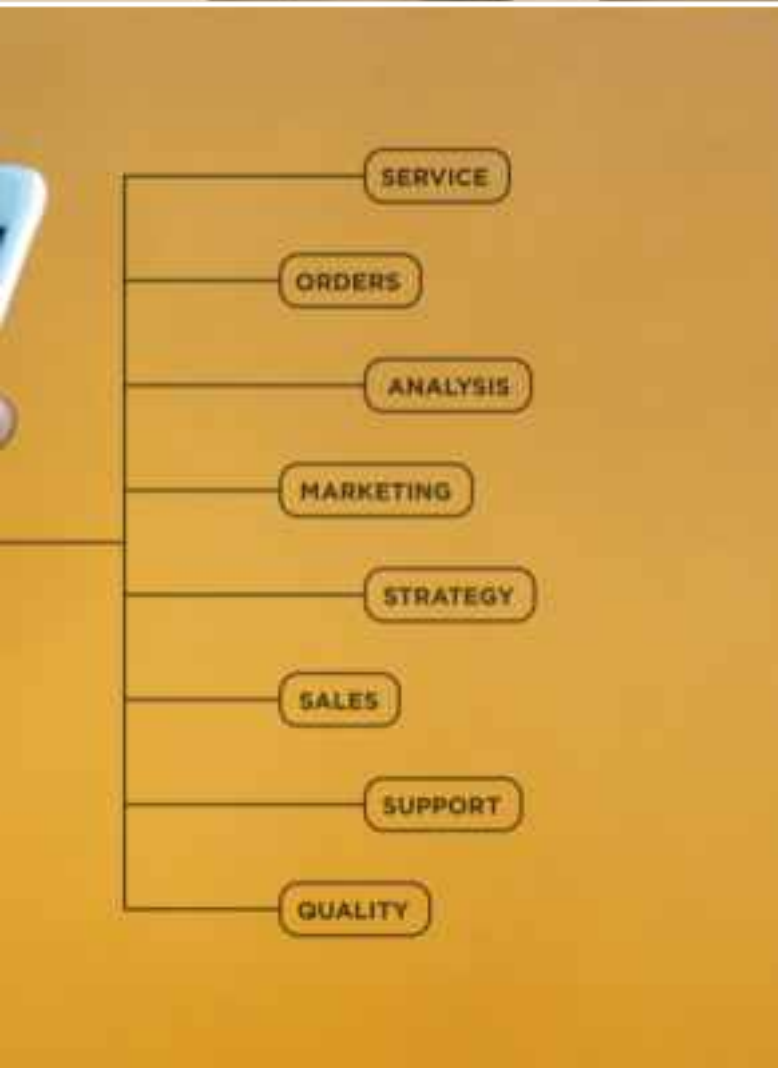 SERVICE
ORDERS
ANALYSIS
MARKETING
STRATEGY
SALES
SUPPORT
QUALITY